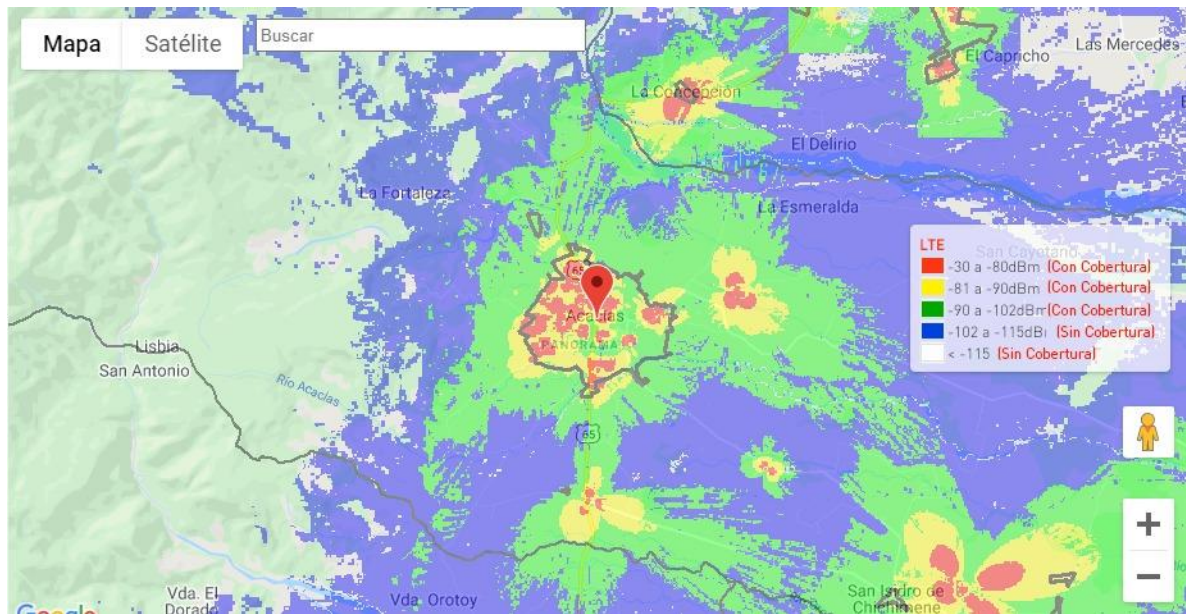 Mapa
Satélite
Buscar
Las Mercedes
El Capricho
La Concepción
El Delirio
La Fortaleza
La Esmeralda
San Cayetano
LTE
-30 a -80dBm (Con Cobertura)
-81 a -90dBm (Con Cobertura)
-90 a -102dBm (Con Cobertura)
-102 a -115dB (Sin Cobertura)
< -115 (Sin Cobertura)
65
Acacías
PANORAMA
Lisbia
San Antonio
Río Acacías
65
San Isidro de
Chichimene
Vda. Orotoy
Vda. El
Dorado
Google